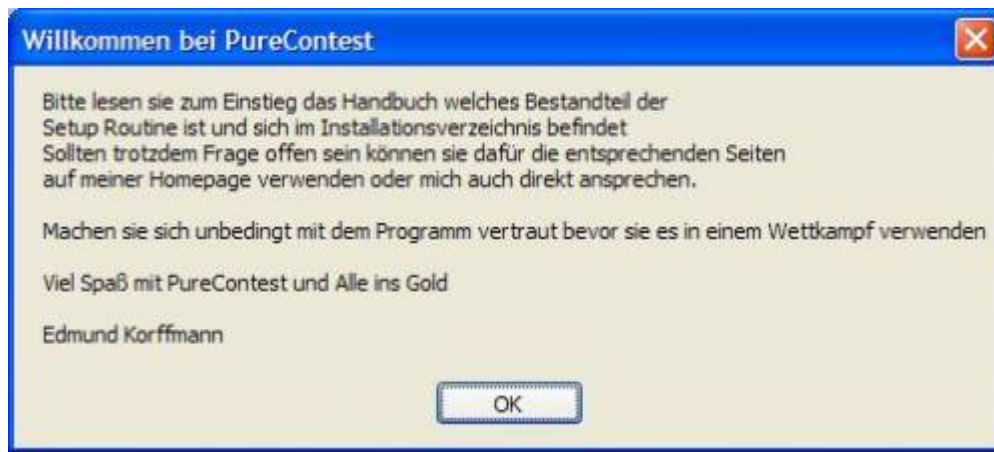 Willkommen bei PureContest
Bitte lesen sie zum Einstieg das Handbuch welches Bestandteil der
Setup Routine ist und sich im Installationsverzeichnis befindet
Sollten trotzdem Frage offen sein können sie dafür die entsprechenden Seiten
auf meiner Homepage verwenden oder mich auch direkt ansprechen.
Machen sie sich unbedingt mit dem Programm vertraut bevor sie es in einem Wettkampf verwenden
Viel Spaß mit PureContest und Alle ins Gold
Edmund Korffmann
OK